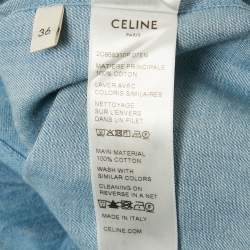 36
CELINE
PARIS
MATIÈRE PRINCIPALE
100% COTON
LAVER AVEC
COLORIS SIMILAIRES
NETTOYAGE
SUR L'ENVERS
DANS UN FILET
MAIN MATERIAL
100% COTTON
WASH WITH
SIMILAR COLORS
CLEANING ON
REVERSE IN A NET
MADE IN ITALY
CELINE.COM